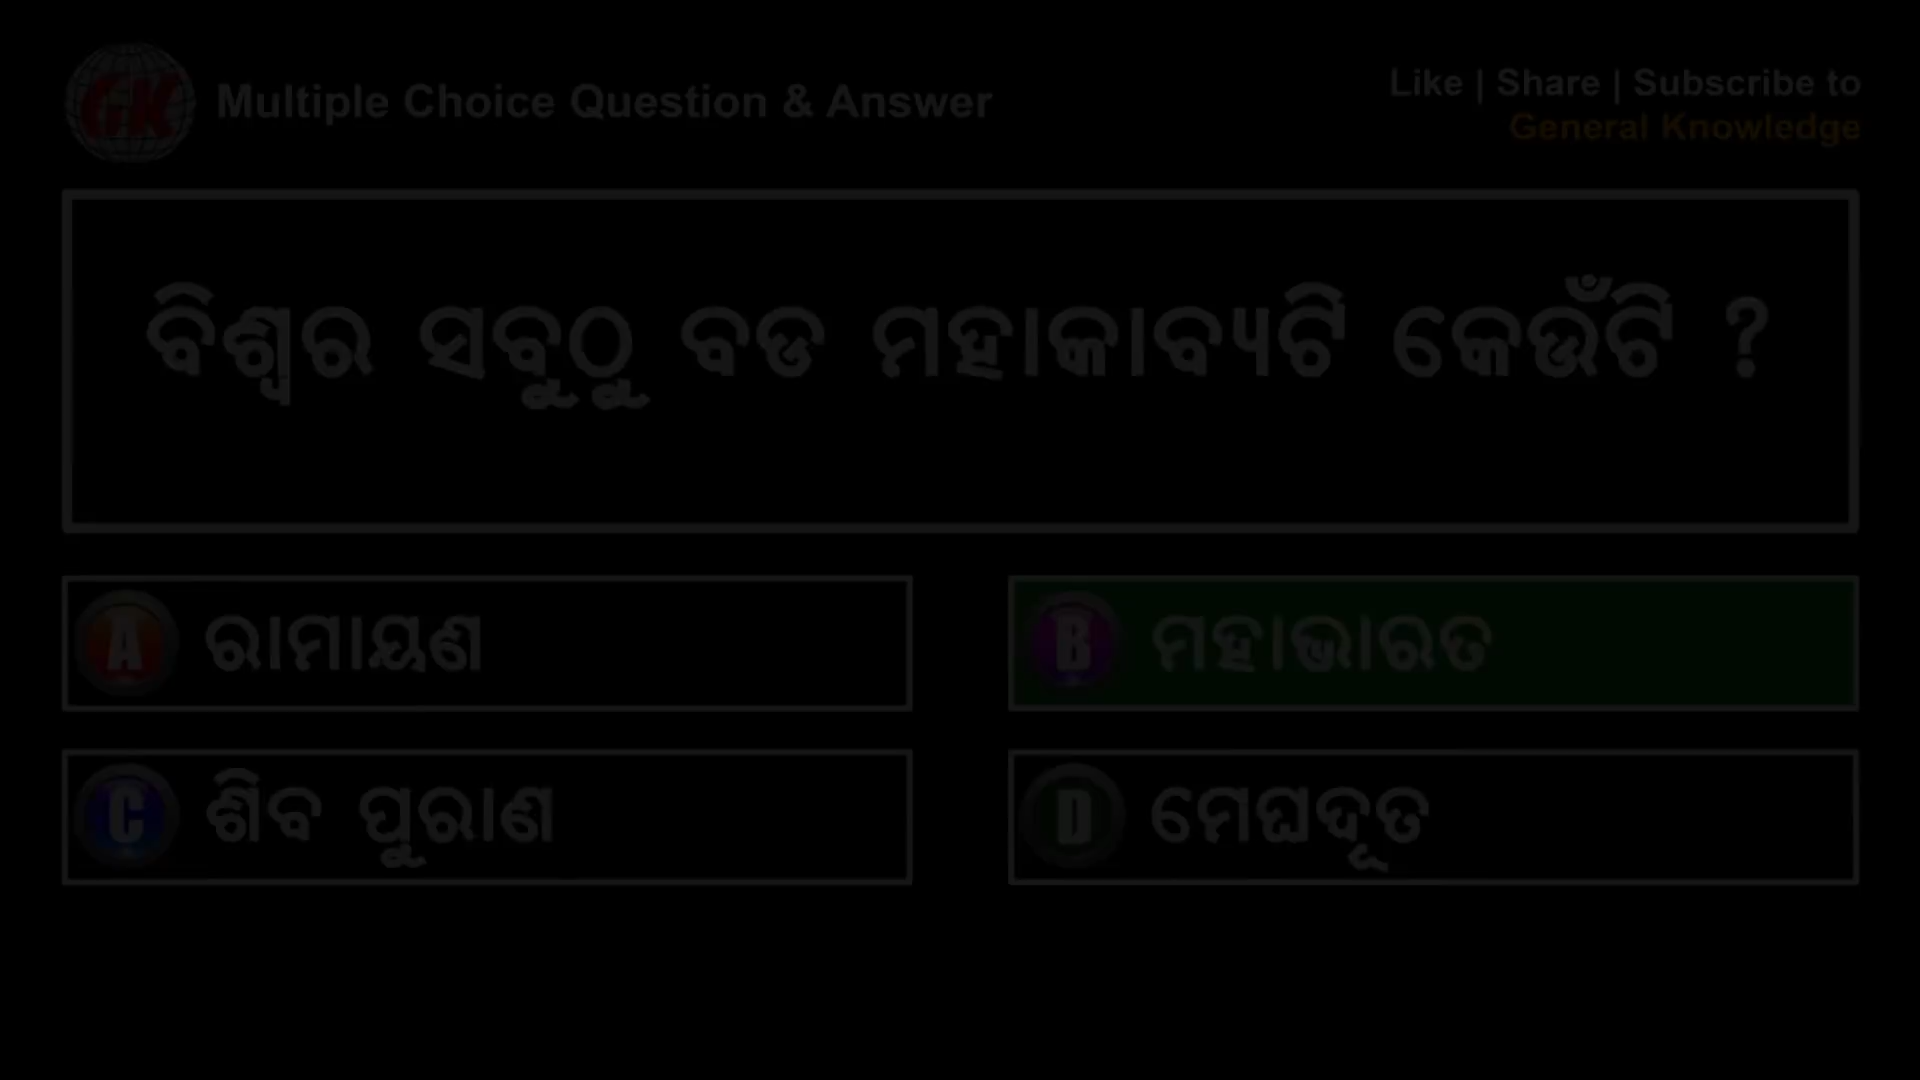 GK
Multiple Choice Question & Answer
Like | Share | Subscribe to
General Knowledge
ବିଶ୍ୱର ସବୁଠୁ ବଡ ମହାକାବ୍ୟଟି କେଉଁଟି ?
A ରାମାୟଣ
B ମହାଭାରତ
C ଶିବ ପୁରାଣ
D ମେଘଦୂତ